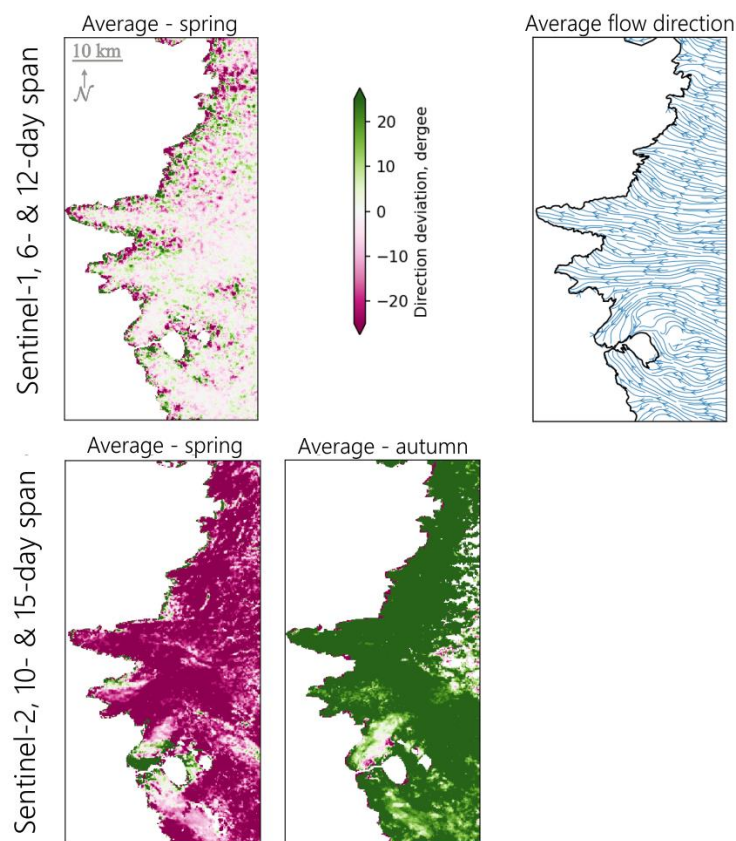 Average - spring
Average flow direction
10 km
N
Sentinel-1, 6- & 12-day span
20
10
0
−10
−20
Direction deviation, dergee
Average - spring
Average - autumn
Sentinel-2, 10- & 15-day span